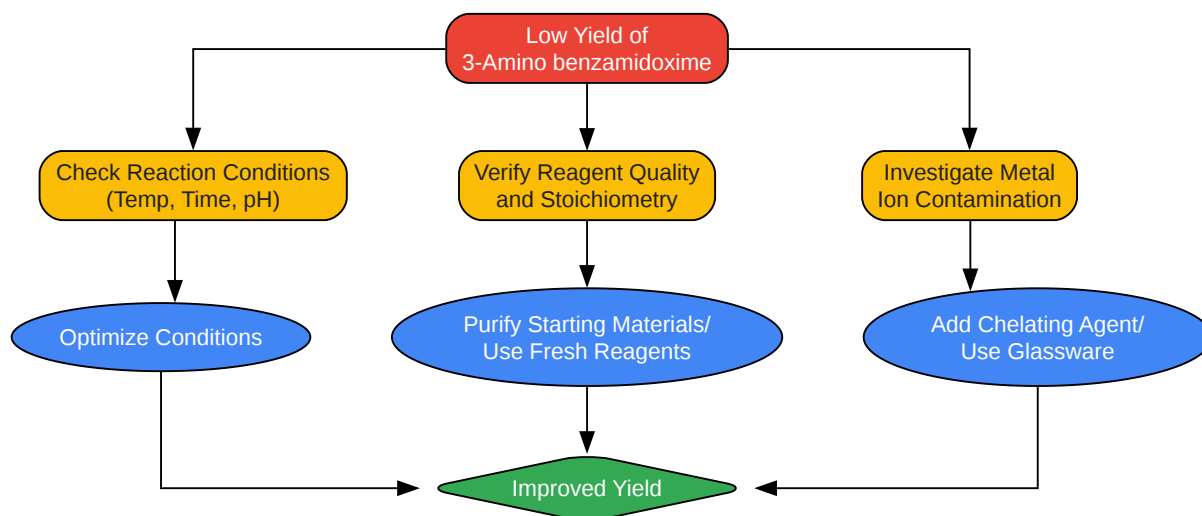 Low Yield of
3-Amino benzamidoxime
Check Reaction Conditions
(Temp, Time, pH)
Verify Reagent Quality
and Stoichiometry
Investigate Metal
Ion Contamination
Optimize Conditions
Purify Starting Materials/
Use Fresh Reagents
Add Chelating Agent/
Use Glassware
Improved Yield